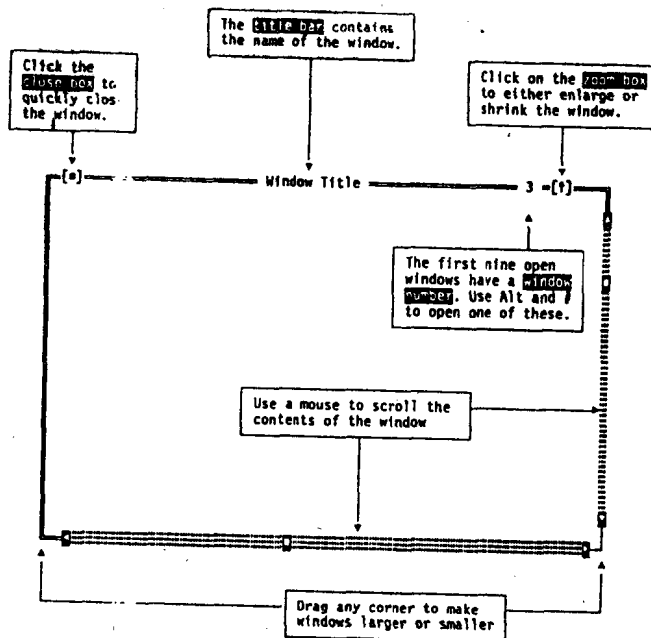 The title bar contains
the name of the window.
Click the
close box to
quickly clos
the window.
Click on the zoom box
to either enlarge or
shrink the window.
[■]
Window Title
3
[↑]
The first nine open
windows have a window
number. Use Alt and #
to open one of these.
Use a mouse to scroll the
contents of the window
Drag any corner to make
windows larger or smaller